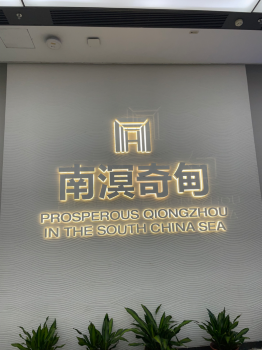 南溟奇甸
PROSPEROUS QIONGZHOU
IN THE SOUTH CHINA SEA